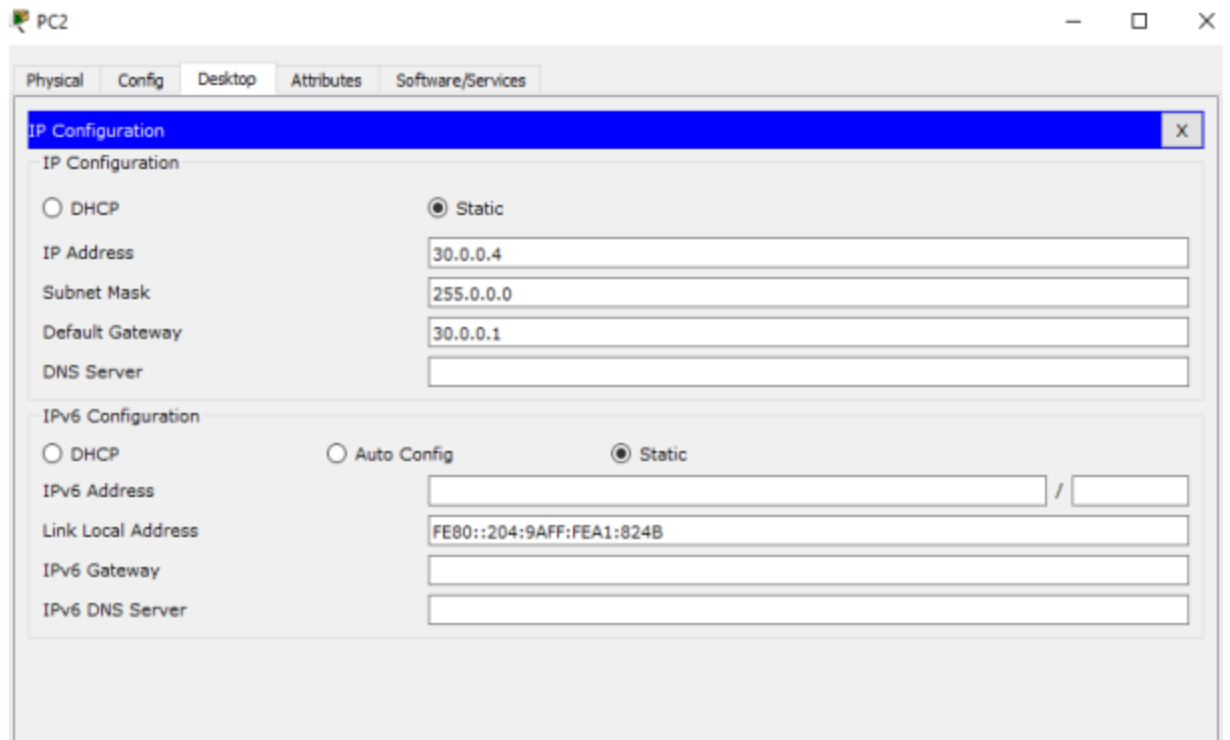 PC2
Physical Config Desktop Attributes Software/Services
IP Configuration X
IP Configuration
DHCP Static
IP Address 30.0.0.4
Subnet Mask 255.0.0.0
Default Gateway 30.0.0.1
DNS Server
IPv6 Configuration
DHCP Auto Config Static
IPv6 Address /
Link Local Address FE80::204:9AFF:FEA1:824B
IPv6 Gateway
IPv6 DNS Server